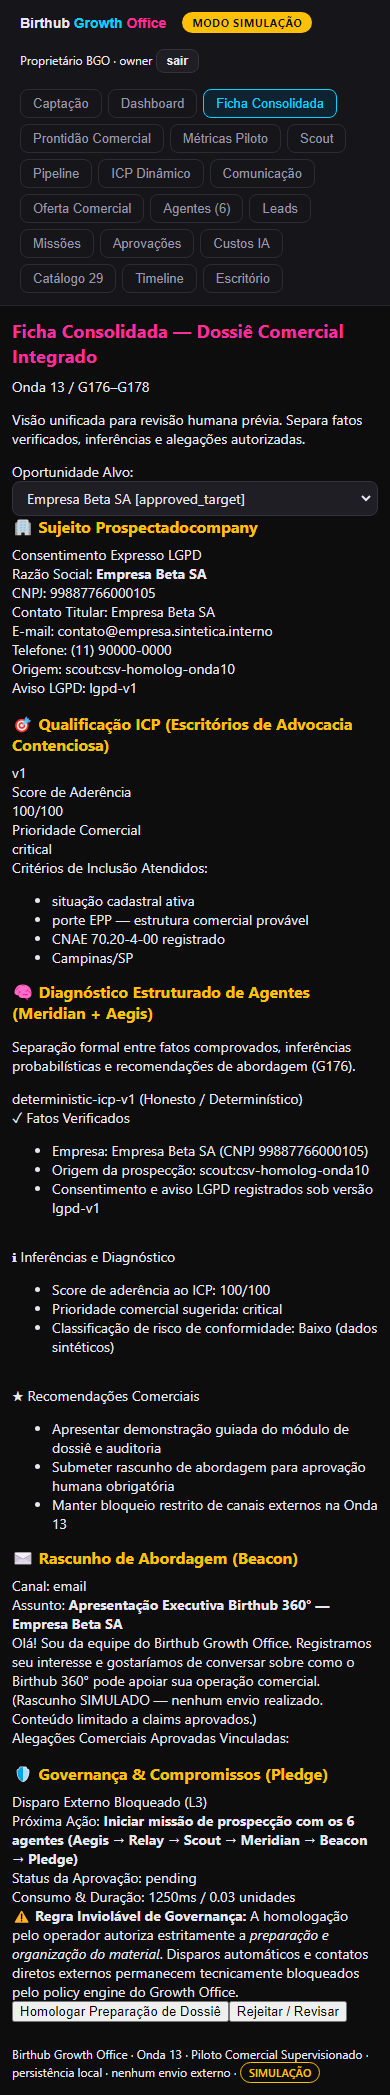 Birthub Growth Office MODO SIMULAÇÃO
Proprietário BGO · owner sair
Captação Dashboard Ficha Consolidada
Prontidão Comercial Métricas Piloto Scout
Pipeline ICP Dinâmico Comunicação
Oferta Comercial Agentes (6) Leads
Missões Aprovações Custos IA
Catálogo 29 Timeline Escritório
Ficha Consolidada — Dossiê Comercial
Integrado
Onda 13 / G176–G178
Visão unificada para revisão humana prévia. Separa fatos
verificados, inferências e alegações autorizadas.
Oportunidade Alvo:
Empresa Beta SA [approved_target]
🏢 Sujeito Prospectadocompany
Consentimento Expresso LGPD
Razão Social: Empresa Beta SA
CNPJ: 99887766000105
Contato Titular: Empresa Beta SA
E-mail: contato@empresa.sintetica.interno
Telefone: (11) 90000-0000
Origem: scout:csv-homolog-onda10
Aviso LGPD: lgpd-v1
🎯 Qualificação ICP (Escritórios de Advocacia
Contenciosa)
v1
Score de Aderência
100/100
Prioridade Comercial
critical
Critérios de Inclusão Atendidos:
• situação cadastral ativa
• porte EPP — estrutura comercial provável
• CNAE 70.20-4-00 registrado
• Campinas/SP
🧠 Diagnóstico Estruturado de Agentes
(Meridian + Aegis)
Separação formal entre fatos comprovados, inferências
probabilísticas e recomendações de abordagem (G176).
deterministic-icp-v1 (Honesto / Determinístico)
✓ Fatos Verificados
• Empresa: Empresa Beta SA (CNPJ 99887766000105)
• Origem da prospecção: scout:csv-homolog-onda10
• Consentimento e aviso LGPD registrados sob versão
lgpd-v1
ℹ Inferências e Diagnóstico
• Score de aderência ao ICP: 100/100
• Prioridade comercial sugerida: critical
• Classificação de risco de conformidade: Baixo (dados
sintéticos)
★ Recomendações Comerciais
• Apresentar demonstração guiada do módulo de
dossiê e auditoria
• Submeter rascunho de abordagem para aprovação
humana obrigatória
• Manter bloqueio restrito de canais externos na Onda
13
✉️ Rascunho de Abordagem (Beacon)
Canal: email
Assunto: Apresentação Executiva Birthub 360° —
Empresa Beta SA
Olá! Sou da equipe do Birthub Growth Office. Registramos
seu interesse e gostaríamos de conversar sobre como o
Birthub 360° pode apoiar sua operação comercial.
(Rascunho SIMULADO — nenhum envio realizado.
Conteúdo limitado a claims aprovados.)
Alegações Comerciais Aprovadas Vinculadas:
🛡️ Governança & Compromissos (Pledge)
Disparo Externo Bloqueado (L3)
Próxima Ação: Iniciar missão de prospecção com os 6
agentes (Aegis → Relay → Scout → Meridian → Beacon
→ Pledge)
Status da Aprovação: pending
Consumo & Duração: 1250ms / 0.03 unidades
⚠️ Regra Inviolável de Governança: A homologação
pelo operador autoriza estritamente a preparação e
organização do material. Disparos automáticos e contatos
diretos externos permanecem tecnicamente bloqueados
pelo policy engine do Growth Office.
Homologar Preparação de Dossiê Rejeitar / Revisar
Birthub Growth Office · Onda 13 · Piloto Comercial Supervisionado ·
persistência local · nenhum envio externo · SIMULAÇÃO